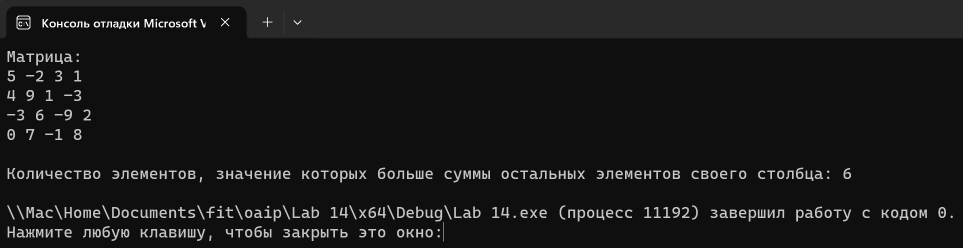 Консоль отладки Microsoft V
Матрица:
5 -2 3 1
4 9 1 -3
-3 6 -9 2
0 7 -1 8
Количество элементов, значение которых больше суммы остальных элементов своего столбца: 6
\\Mac\Home\Documents\fit\oaip\Lab 14\x64\Debug\Lab 14.exe (процесс 11192) завершил работу с кодом 0.
Нажмите любую клавишу, чтобы закрыть это окно: